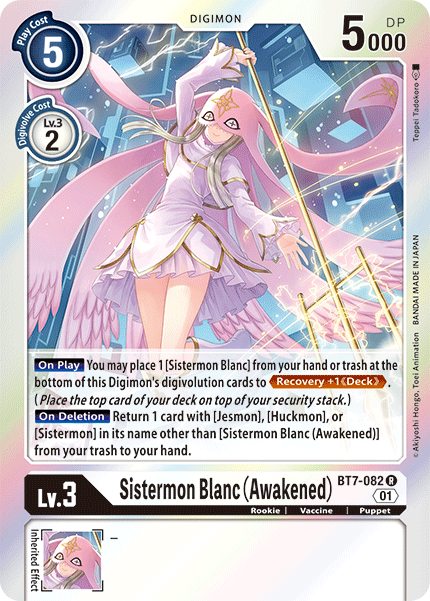 DIGIMON
Play Cost
5
DP
5000
Digivolve Cost
Lv.3
2
Teppei Tadokoro
BANDAI MADE IN JAPAN
©Akiyoshi Hongo, Toei Animation
On Play You may place 1 [Sistermon Blanc] from your hand or trash at the
bottom of this Digimon's digivolution cards to Recovery +1《Deck》.
(Place the top card of your deck on top of your security stack.)
On Deletion Return 1 card with [Jesmon], [Huckmon], or
[Sistermon] in its name other than [Sistermon Blanc (Awakened)]
from your trash to your hand.
Lv.3
Sistermon Blanc (Awakened)
BT7-082 R
01
Rookie | Vaccine | Puppet
Inherited Effect
–